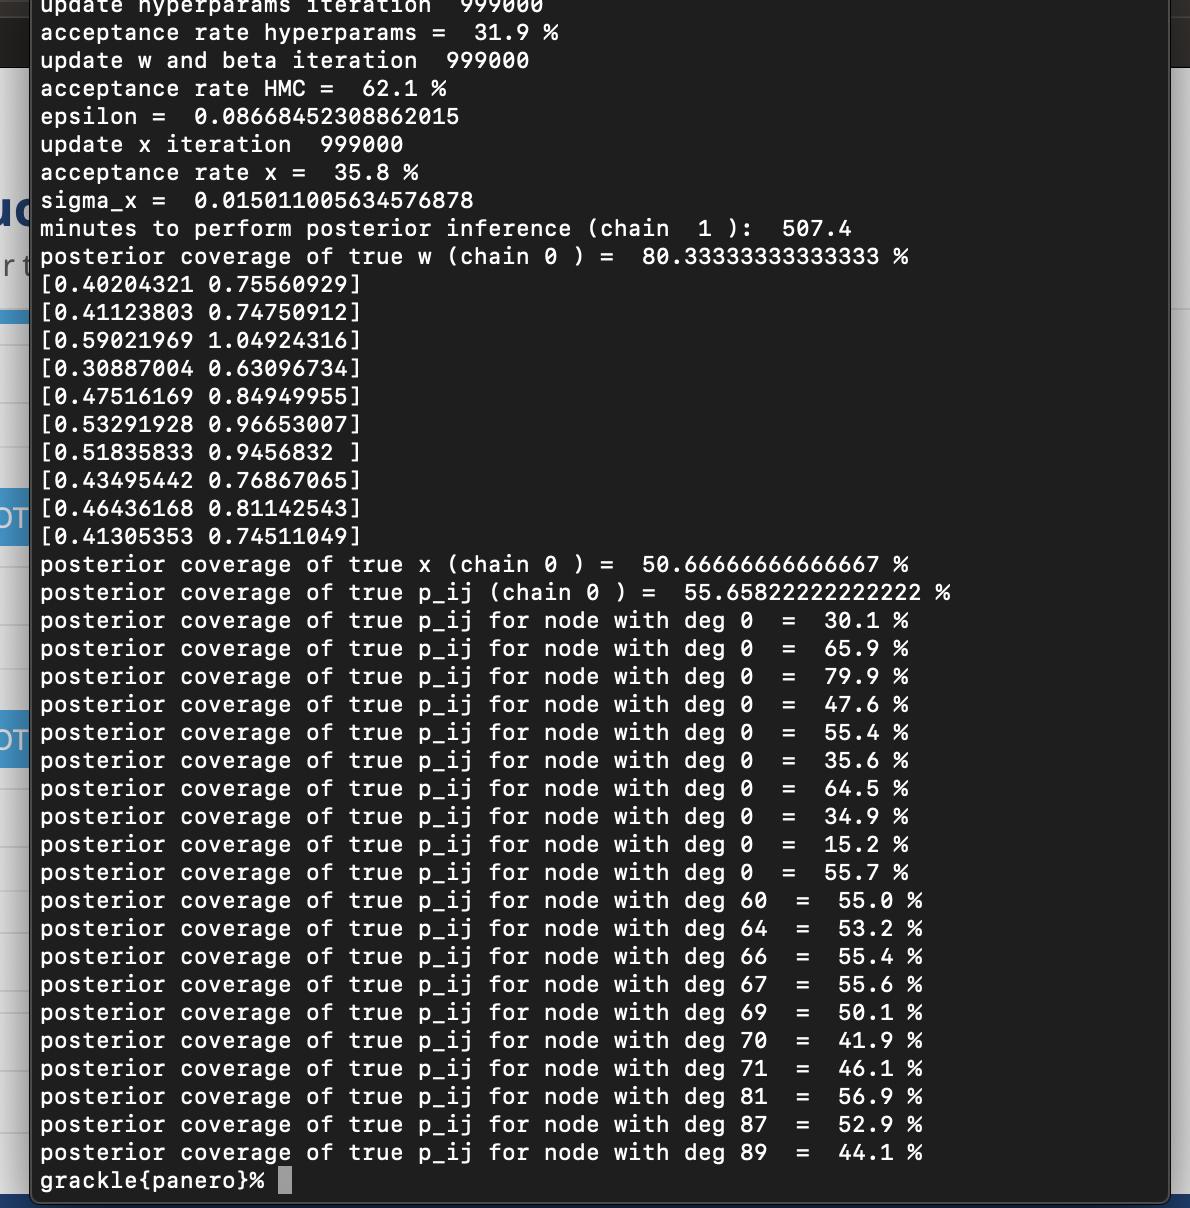 update hyperparams iteration  999000
acceptance rate hyperparams =  31.9 %
update w and beta iteration  999000
acceptance rate HMC =  62.1 %
epsilon =  0.08668452308862015
update x iteration  999000
acceptance rate x =  35.8 %
sigma_x =  0.015011005634576878
minutes to perform posterior inference (chain  1 ):  507.4
posterior coverage of true w (chain 0 ) =  80.33333333333333 %
[0.40204321 0.75560929]
[0.41123803 0.74750912]
[0.59021969 1.04924316]
[0.30887004 0.63096734]
[0.47516169 0.84949955]
[0.53291928 0.96653007]
[0.51835833 0.9456832 ]
[0.43495442 0.76867065]
[0.46436168 0.81142543]
[0.41305353 0.74511049]
posterior coverage of true x (chain 0 ) =  50.66666666666667 %
posterior coverage of true p_ij (chain 0 ) =  55.65822222222222 %
posterior coverage of true p_ij for node with deg 0  =  30.1 %
posterior coverage of true p_ij for node with deg 0  =  65.9 %
posterior coverage of true p_ij for node with deg 0  =  79.9 %
posterior coverage of true p_ij for node with deg 0  =  47.6 %
posterior coverage of true p_ij for node with deg 0  =  55.4 %
posterior coverage of true p_ij for node with deg 0  =  35.6 %
posterior coverage of true p_ij for node with deg 0  =  64.5 %
posterior coverage of true p_ij for node with deg 0  =  34.9 %
posterior coverage of true p_ij for node with deg 0  =  15.2 %
posterior coverage of true p_ij for node with deg 0  =  55.7 %
posterior coverage of true p_ij for node with deg 60  =  55.0 %
posterior coverage of true p_ij for node with deg 64  =  53.2 %
posterior coverage of true p_ij for node with deg 66  =  55.4 %
posterior coverage of true p_ij for node with deg 67  =  55.6 %
posterior coverage of true p_ij for node with deg 69  =  50.1 %
posterior coverage of true p_ij for node with deg 70  =  41.9 %
posterior coverage of true p_ij for node with deg 71  =  46.1 %
posterior coverage of true p_ij for node with deg 81  =  56.9 %
posterior coverage of true p_ij for node with deg 87  =  52.9 %
posterior coverage of true p_ij for node with deg 89  =  44.1 %
grackle{panero}%